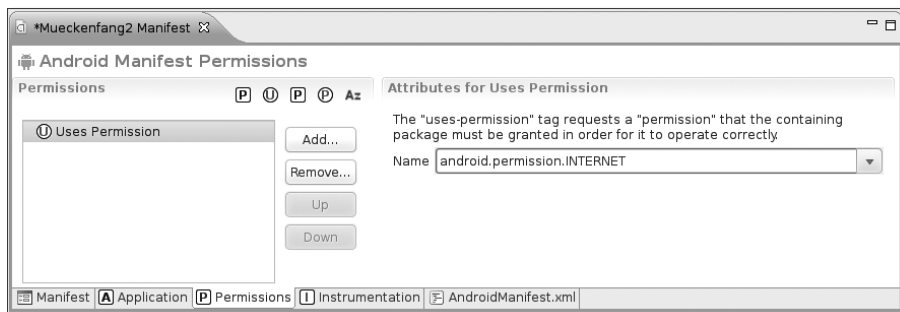 *Mueckenfang2 Manifest
Android Manifest Permissions
Permissions
P U P P Az
Uses Permission
Add...
Remove...
Up
Down
Attributes for Uses Permission
The "uses-permission" tag requests a "permission" that the containing
package must be granted in order for it to operate correctly.
Name android.permission.INTERNET
Manifest A Application P Permissions I Instrumentation AndroidManifest.xml